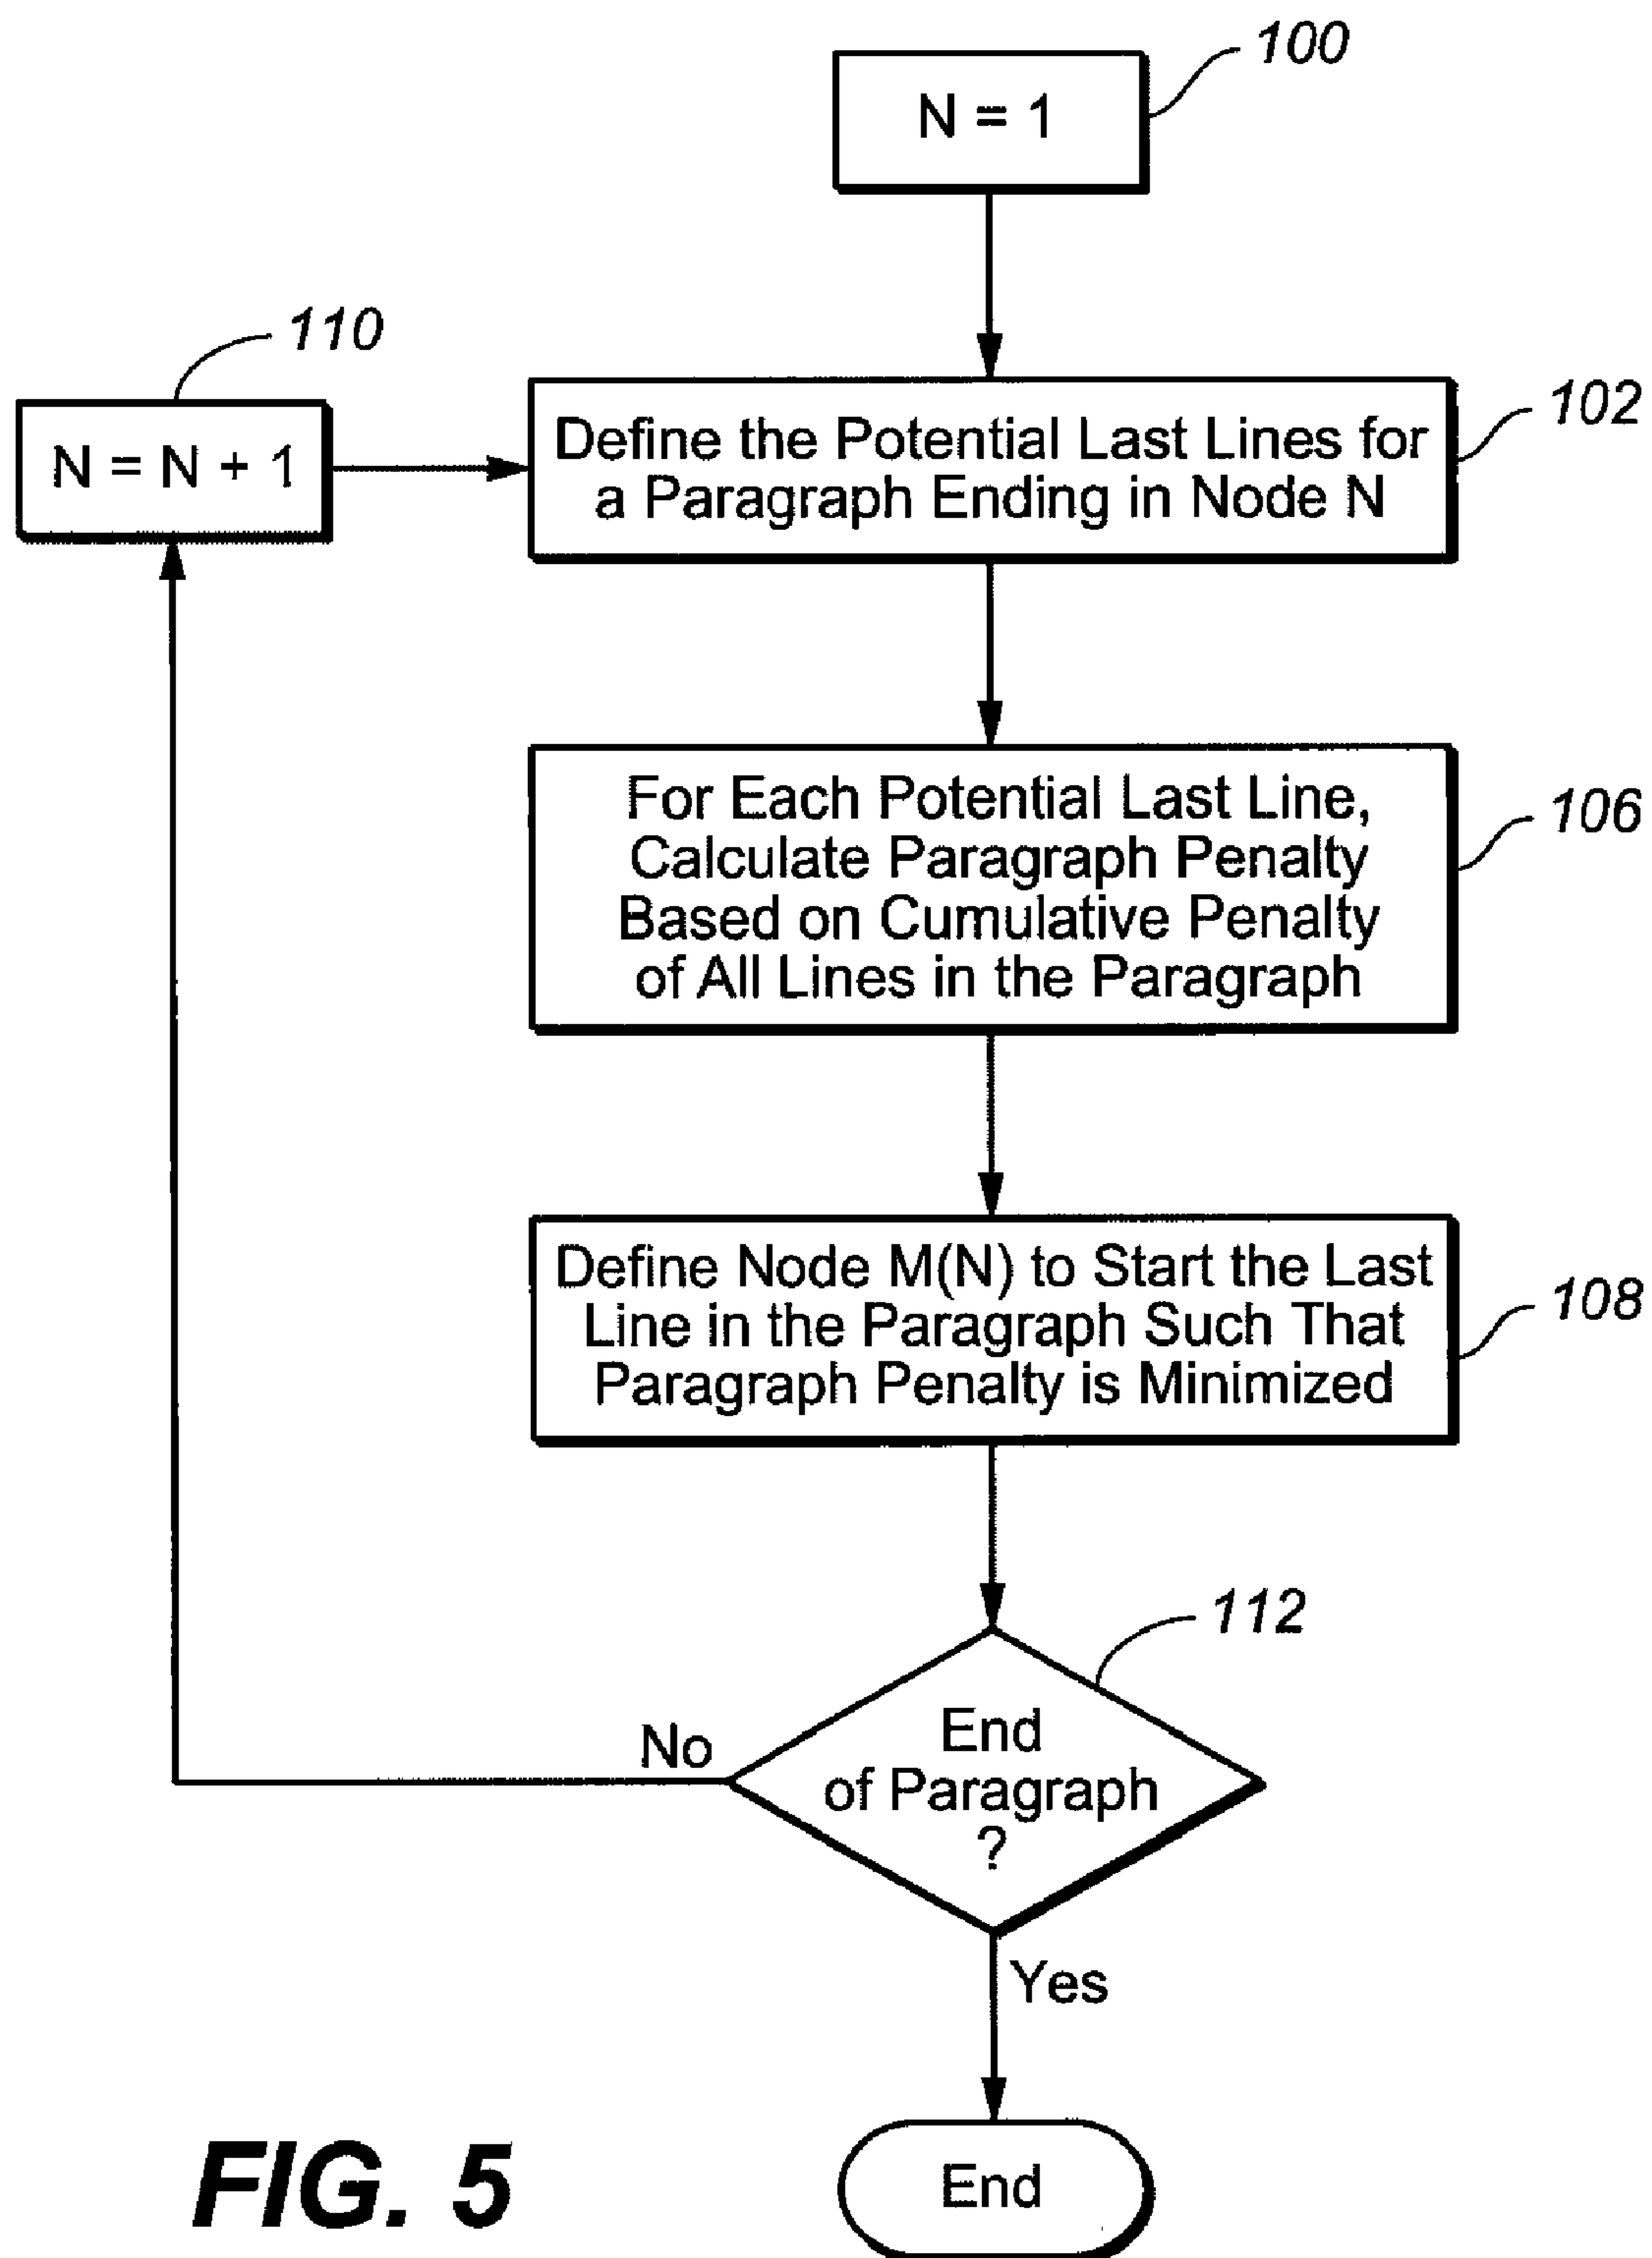 100
N = 1
110
N = N + 1
102
Define the Potential Last Lines for
a Paragraph Ending in Node N
106
For Each Potential Last Line,
Calculate Paragraph Penalty
Based on Cumulative Penalty
of All Lines in the Paragraph
108
Define Node M(N) to Start the Last
Line in the Paragraph Such That
Paragraph Penalty is Minimized
112
End
of Paragraph
?
No
Yes
End
FIG. 5